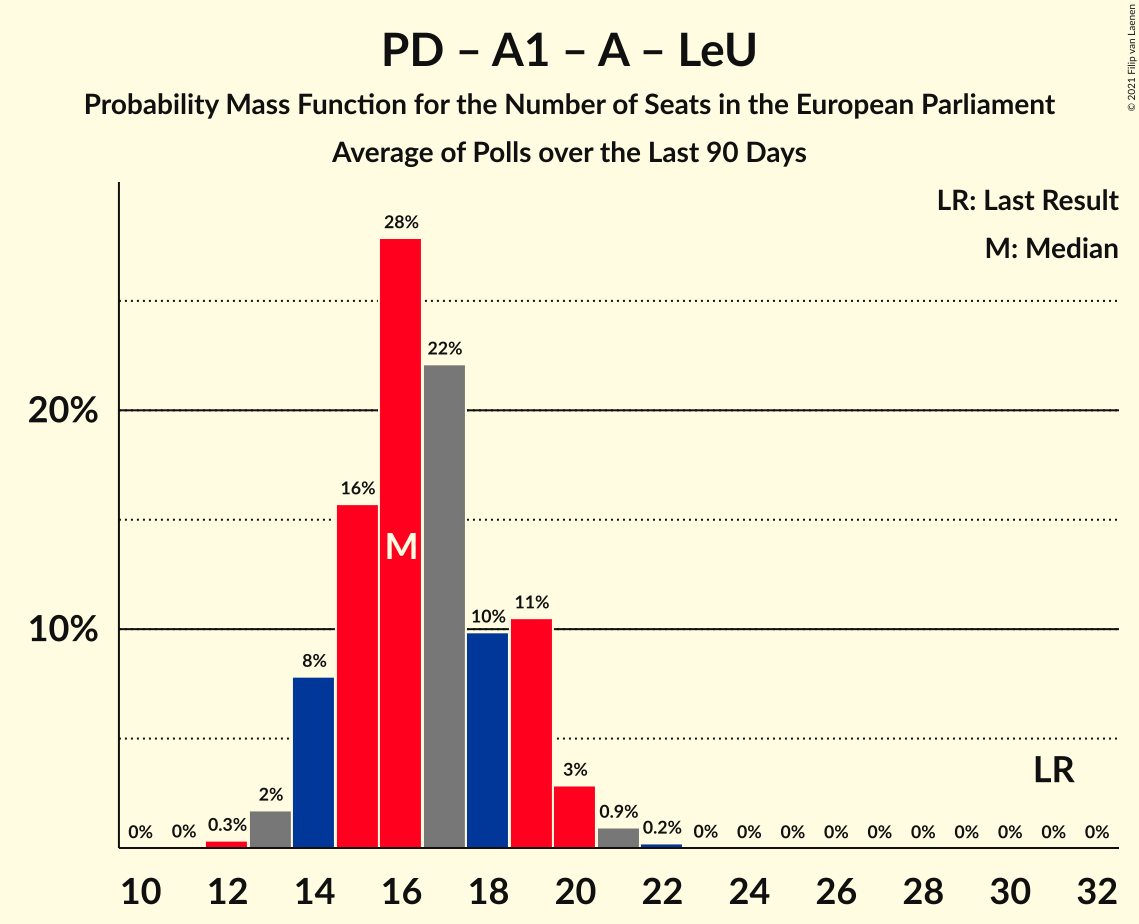 PD – A1 – A – LeU
Probability Mass Function for the Number of Seats in the European Parliament
Average of Polls over the Last 90 Days
© 2021 Filip van Laenen
LR: Last Result
M: Median
28%
22%
20%
16%
M
11%
10%
10%
8%
LR
3%
2%
0.9%
0% 0% 0.3% 0.2% 0% 0% 0% 0% 0% 0% 0% 0% 0% 0%
10 12 14 16 18 20 22 24 26 28 30 32